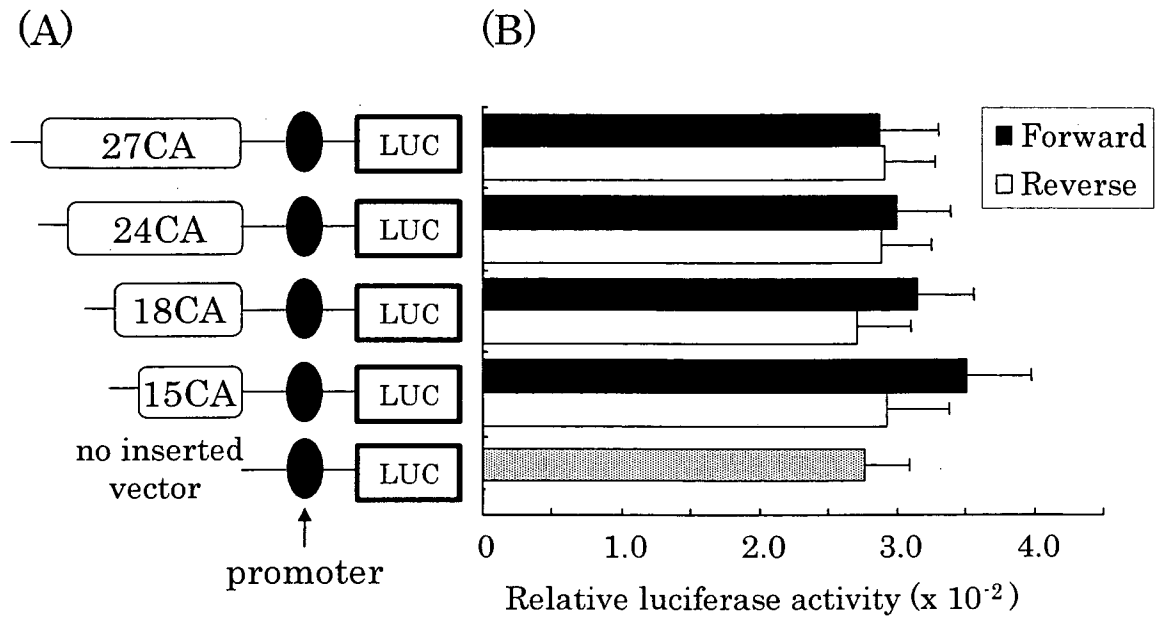 (A)
(B)
27CA
LUC
24CA
LUC
18CA
LUC
15CA
LUC
no inserted
vector
LUC
promoter
Forward
Reverse
0 1.0 2.0 3.0 4.0
Relative luciferase activity (x 10⁻²)